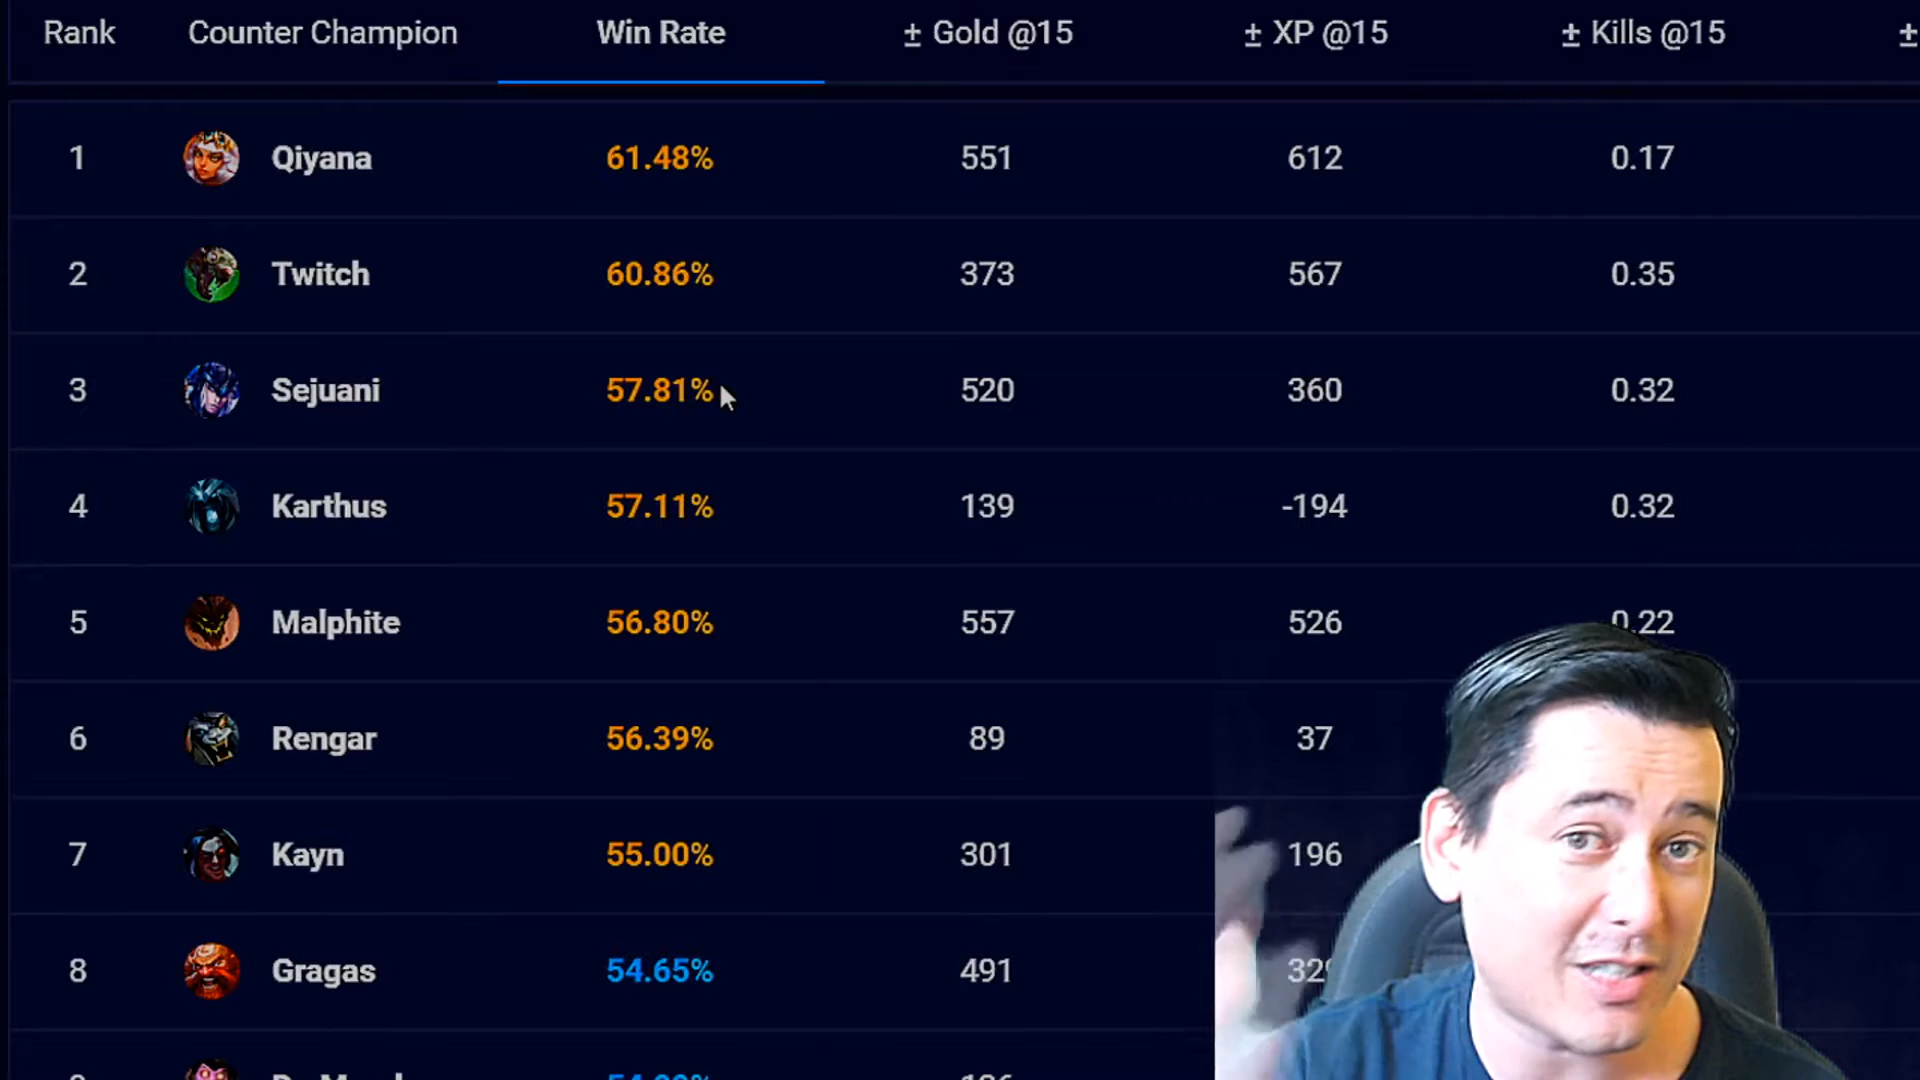 Rank Counter Champion Win Rate ± Gold @15 ± XP @15 ± Kills @15 ±
1 Qiyana 61.48% 551 612 0.17
2 Twitch 60.86% 373 567 0.35
3 Sejuani 57.81% 520 360 0.32
4 Karthus 57.11% 139 -194 0.32
5 Malphite 56.80% 557 526 0.22
6 Rengar 56.39% 89 37
7 Kayn 55.00% 301 196
8 Gragas 54.65% 491